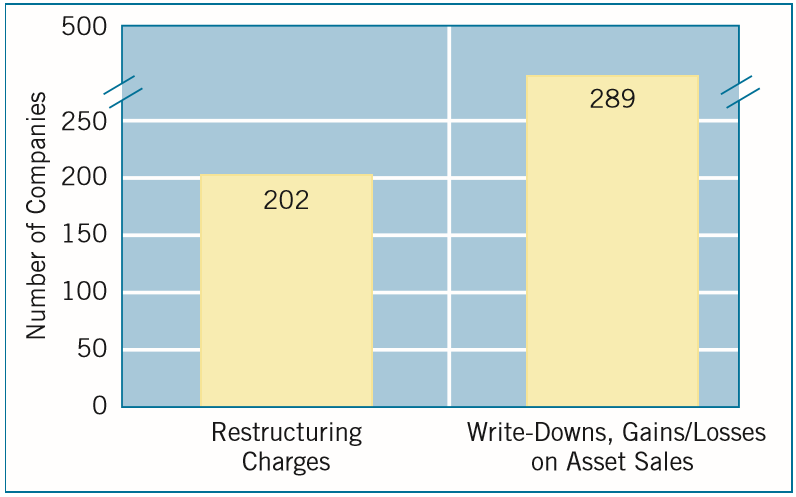 500
250
200
150
100
50
0
Number of Companies
202
289
Restructuring
Charges
Write-Downs, Gains/Losses
on Asset Sales